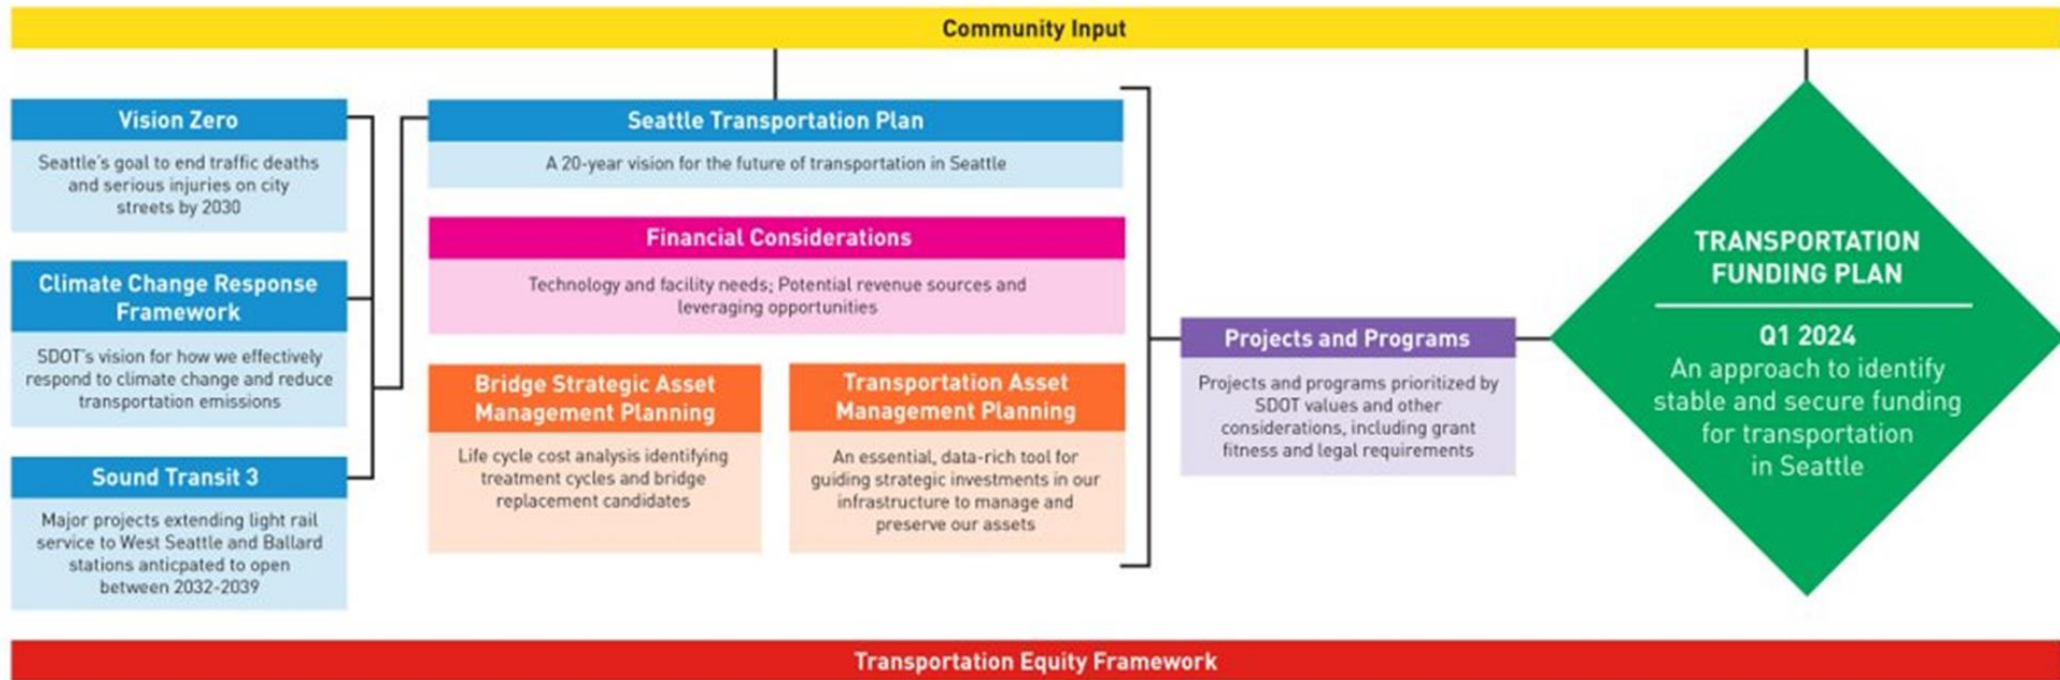 Community Input
Vision Zero
Seattle's goal to end traffic deaths
and serious injuries on city
streets by 2030
Climate Change Response
Framework
SDOT's vision for how we effectively
respond to climate change and reduce
transportation emissions
Sound Transit 3
Major projects extending light rail
service to West Seattle and Ballard
stations anticpated to open
between 2032-2039
Seattle Transportation Plan
A 20-year vision for the future of transportation in Seattle
Financial Considerations
Technology and facility needs; Potential revenue sources and
leveraging opportunities
Bridge Strategic Asset
Management Planning
Life cycle cost analysis identifying
treatment cycles and bridge
replacement candidates
Transportation Asset
Management Planning
An essential, data-rich tool for
guiding strategic investments in our
infrastructure to manage and
preserve our assets
Projects and Programs
Projects and programs prioritized by
SDOT values and other
considerations, including grant
fitness and legal requirements
TRANSPORTATION
FUNDING PLAN
Q1 2024
An approach to identify
stable and secure funding
for transportation
in Seattle
Transportation Equity Framework